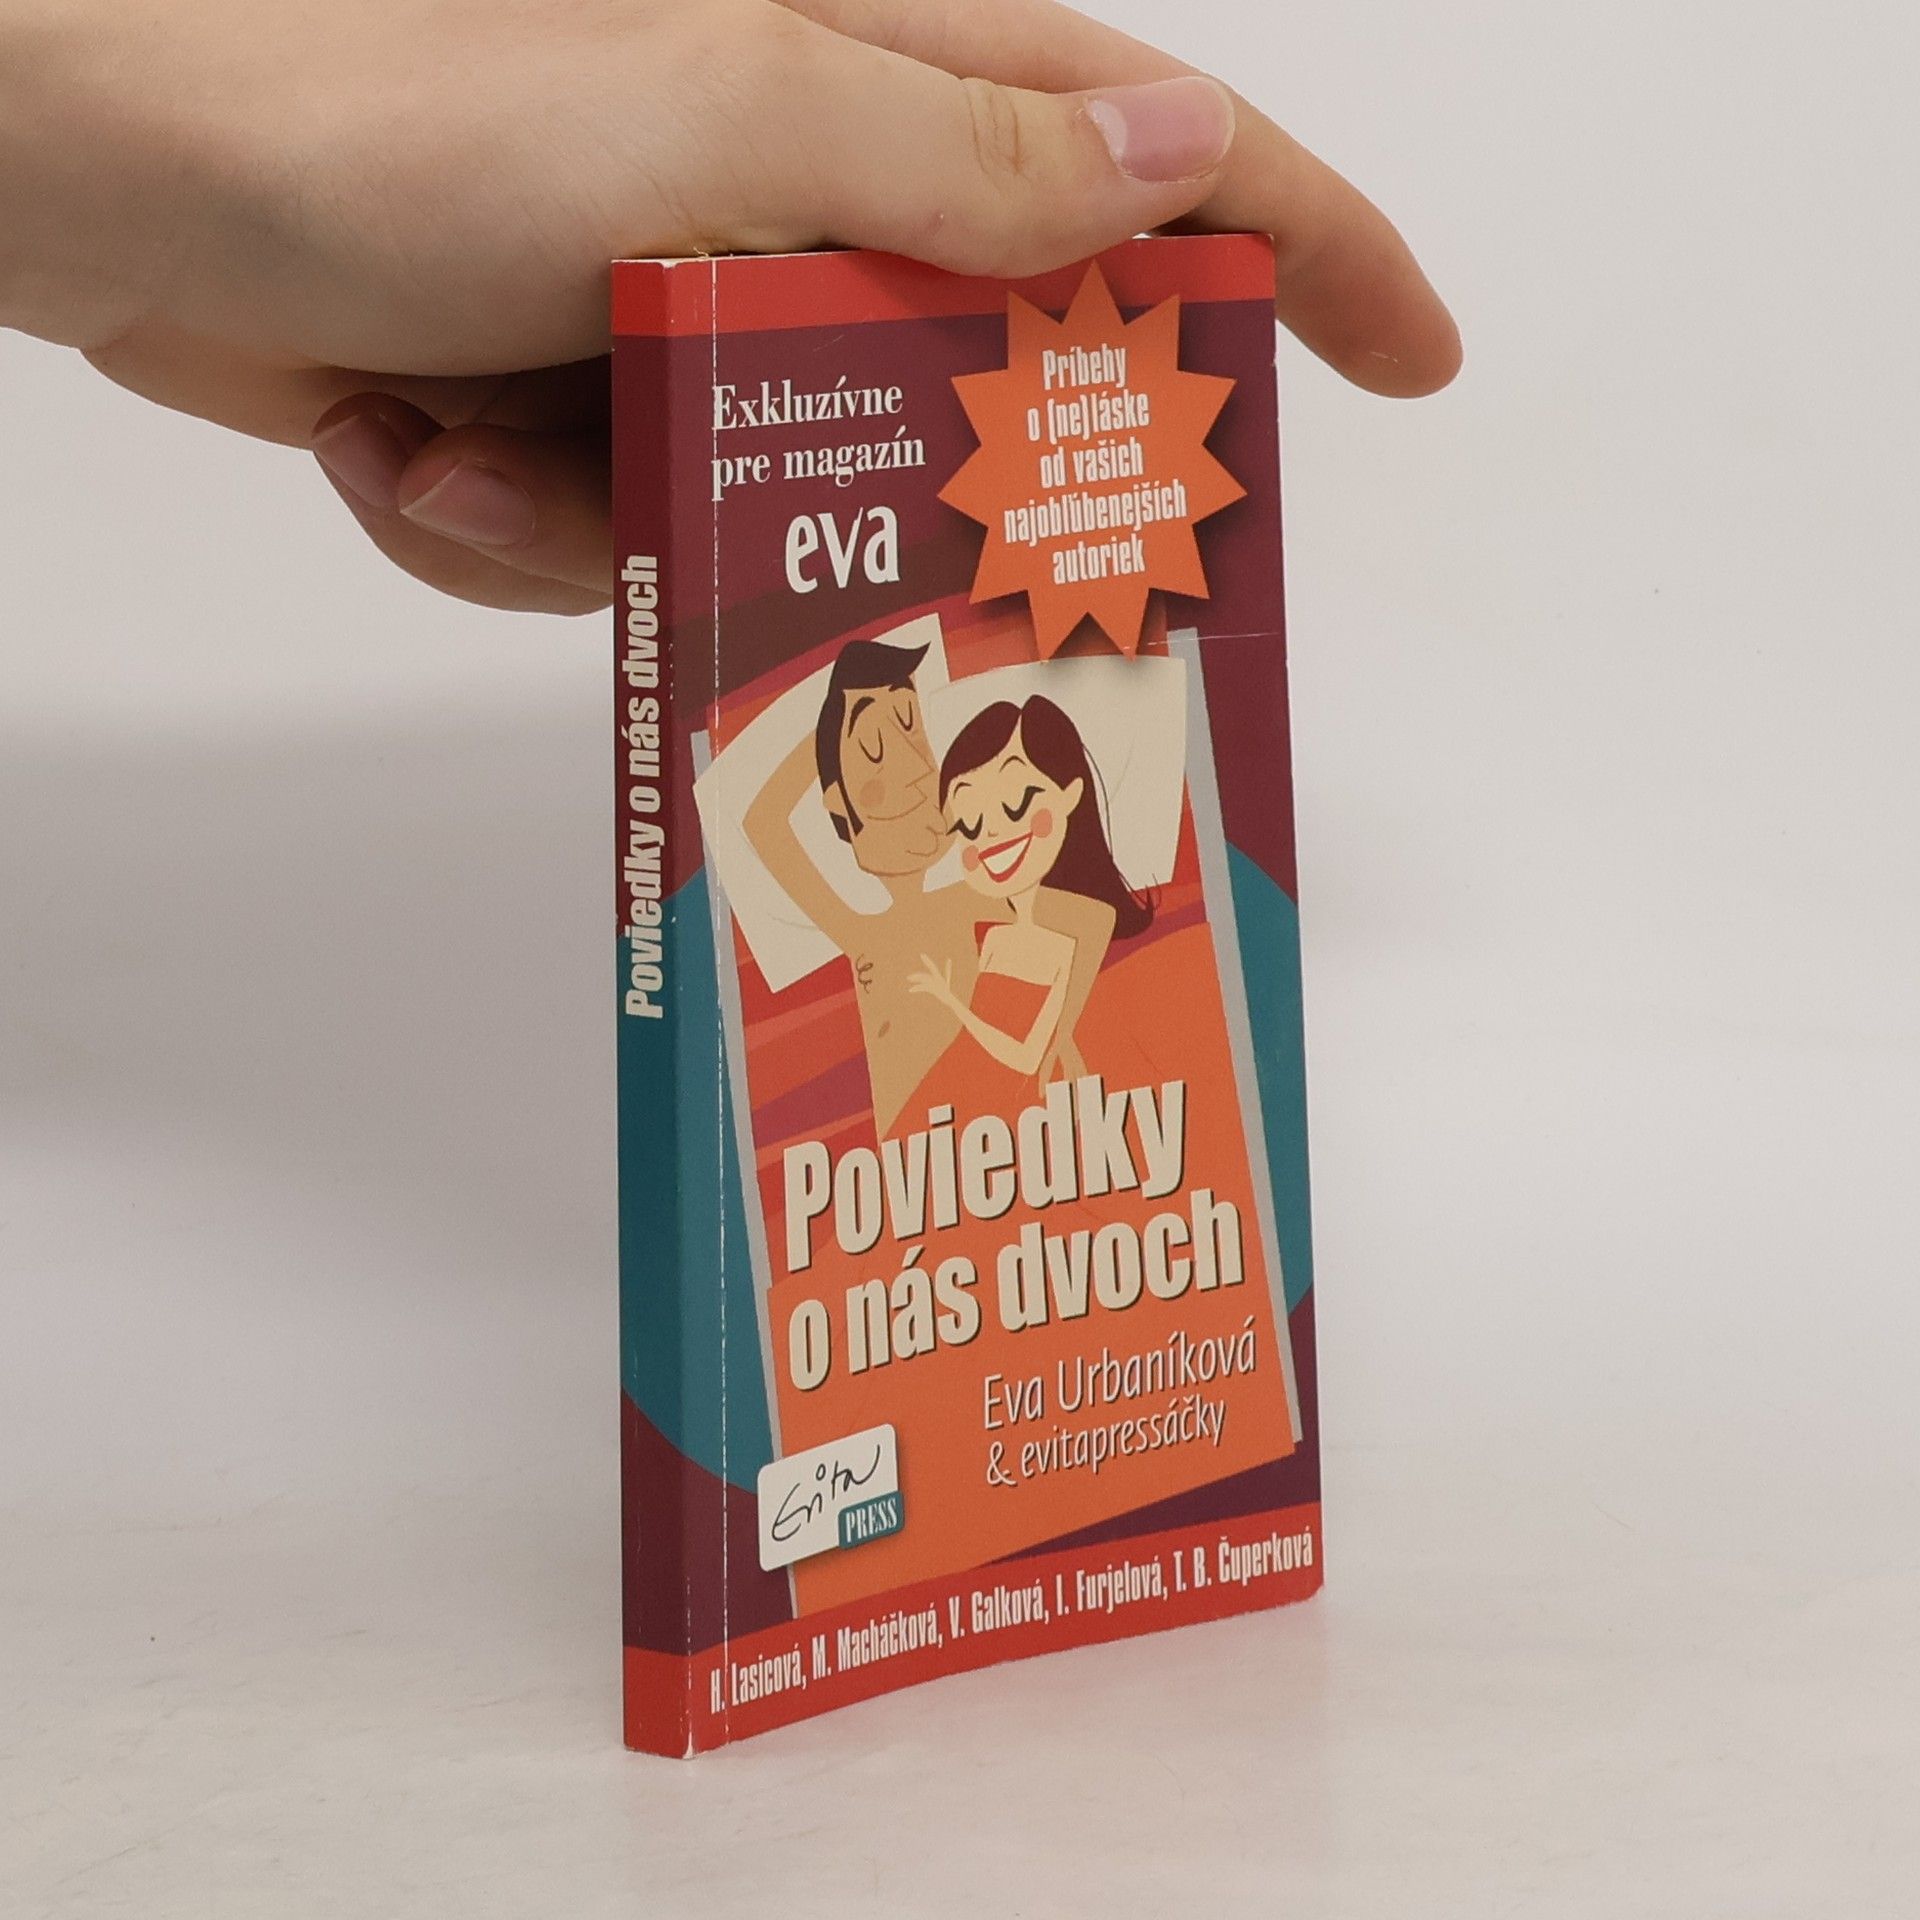 Poviedky o nás dvoch
Exkluzívne
pre magazín
eva
Príbehy
o (ne)láske
od vašich
najobľúbenejších
autoriek
Poviedky
o nás dvoch
Eva Urbaníková
& evitapressáčky
Evita
PRESS
H. Lasicová, M. Macháčková, V. Galková, I. Furjelová, T. B. Čuperková